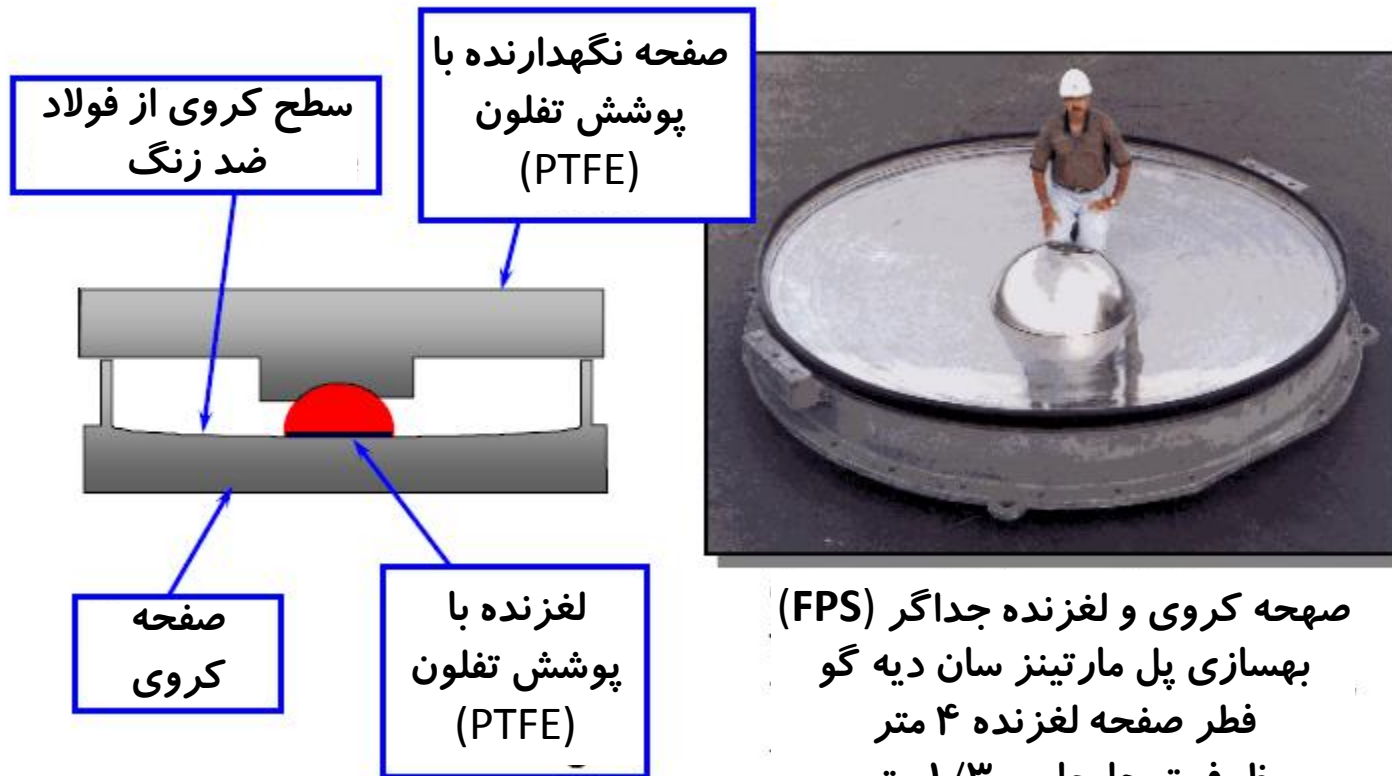 صفحه نگهدارنده با
پوشش تفلون
(PTFE)
سطح کروی از فولاد
ضد زنگ
صفحه
کروی
لغزنده با
پوشش تفلون
(PTFE)
صهحه کروی و لغزنده جداگر (FPS)
بهسازی پل مارتینز سان دیه گو
فطر صفحه لغزنده ۴ متر